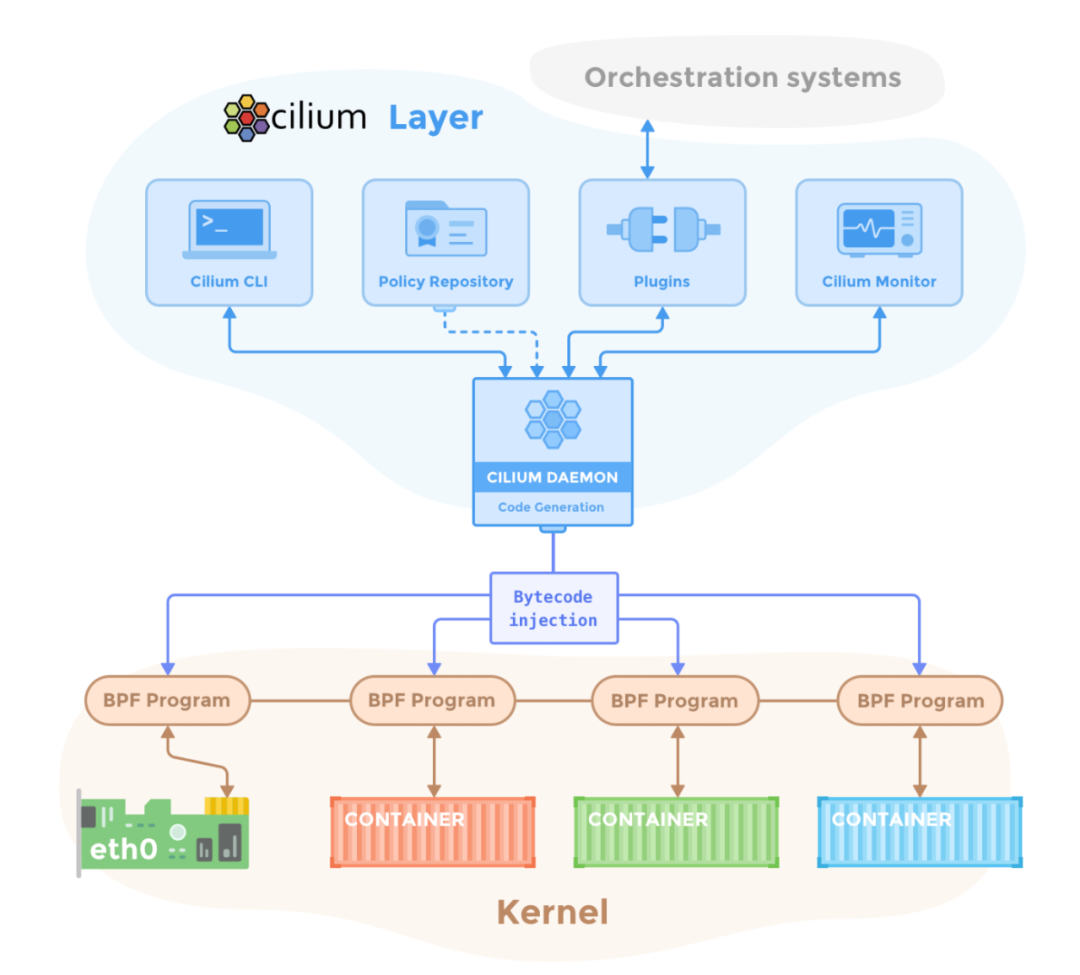 Orchestration systems
cilium Layer
>_
Cilium CLI
Policy Repository
Plugins
Cilium Monitor
CILIUM DAEMON
Code Generation
Bytecode
injection
BPF Program
BPF Program
BPF Program
BPF Program
eth0
CONTAINER
CONTAINER
CONTAINER
Kernel